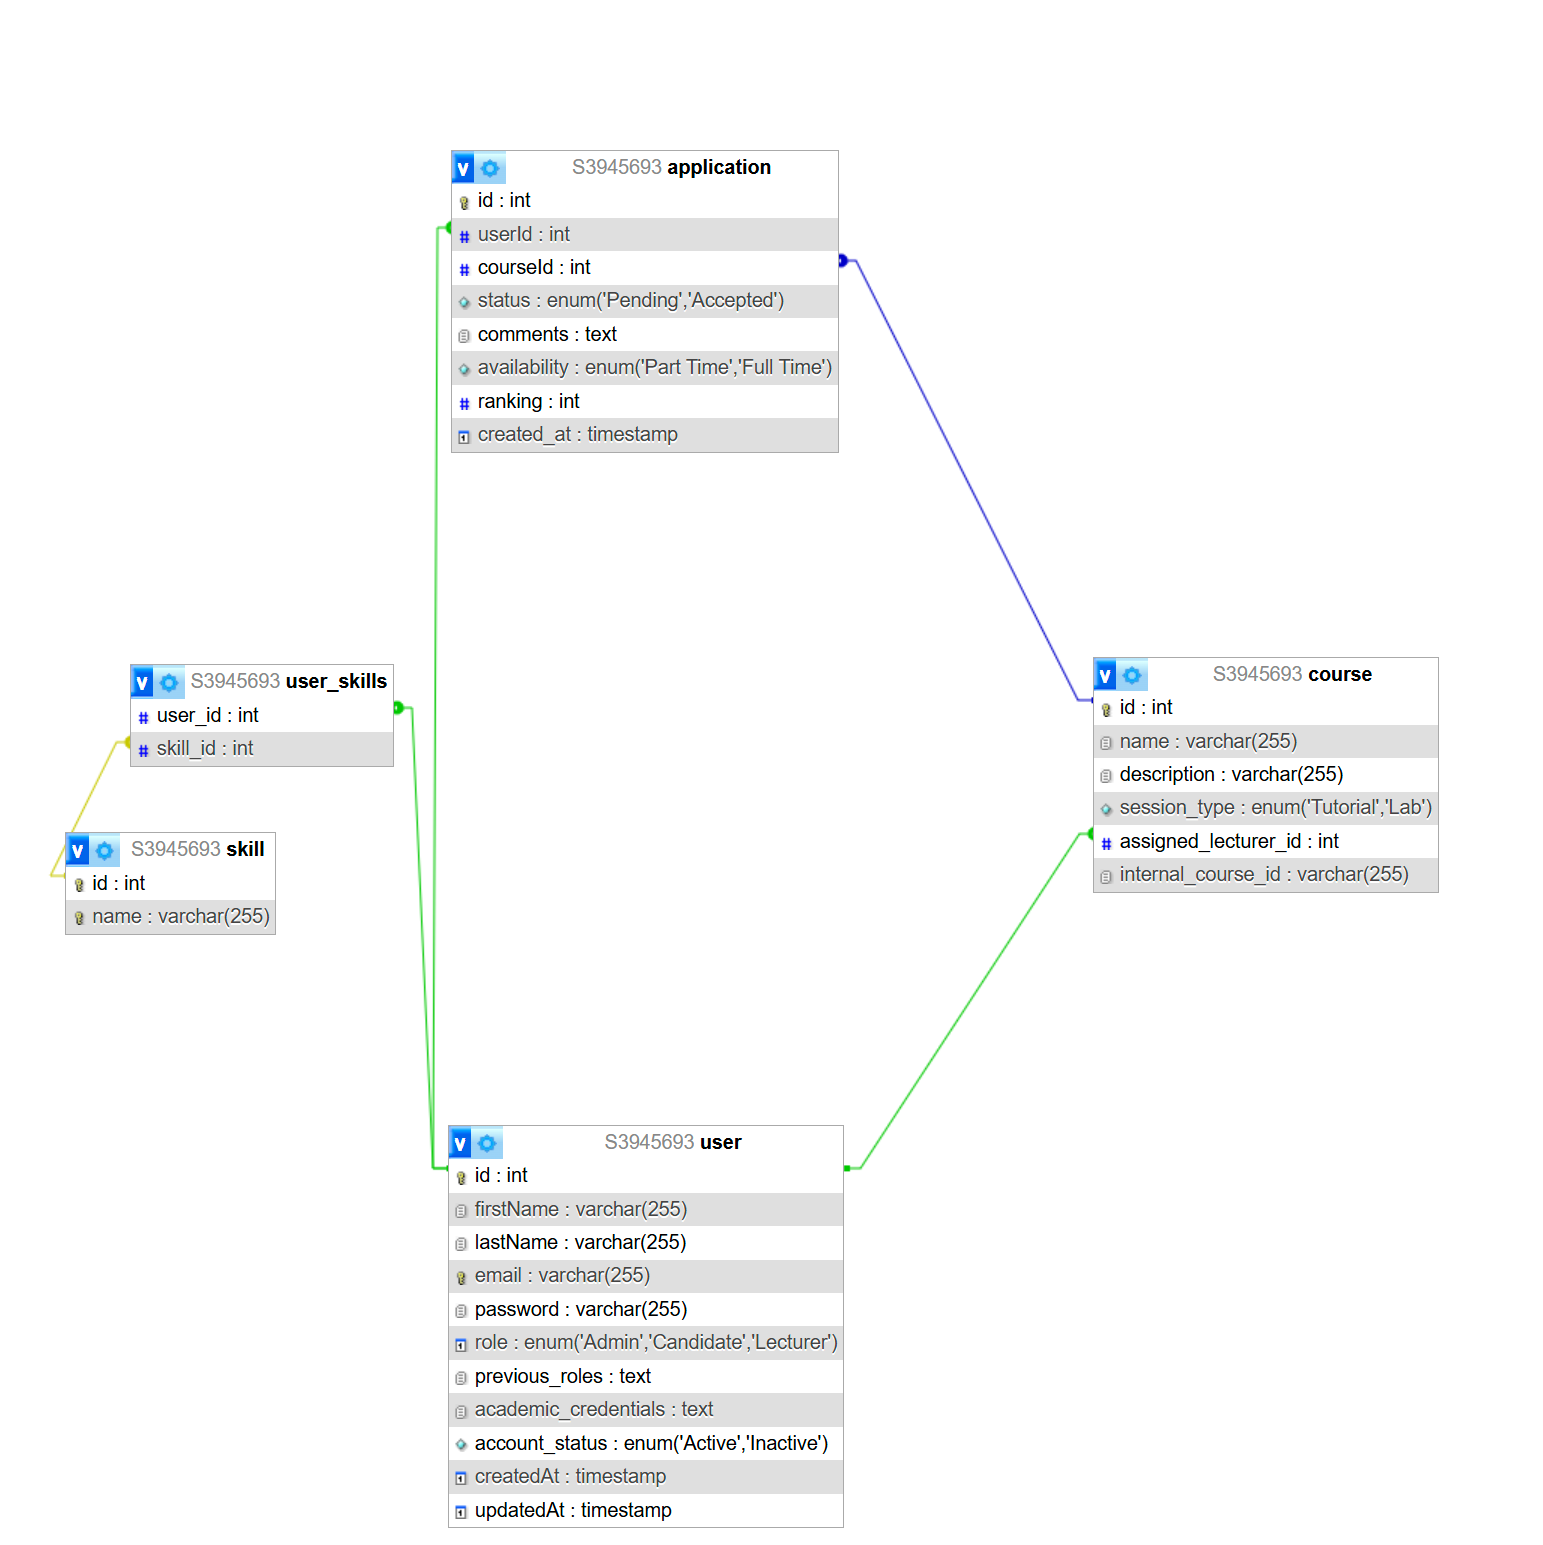 v S3945693 application
id : int
# userId : int
# courseId : int
status : enum('Pending','Accepted')
comments : text
availability : enum('Part Time','Full Time')
# ranking : int
created_at : timestamp
v S3945693 user_skills
# user_id : int
# skill_id : int
v S3945693 skill
id : int
name : varchar(255)
v S3945693 course
id : int
name : varchar(255)
description : varchar(255)
session_type : enum('Tutorial','Lab')
# assigned_lecturer_id : int
internal_course_id : varchar(255)
v S3945693 user
id : int
firstName : varchar(255)
lastName : varchar(255)
email : varchar(255)
password : varchar(255)
role : enum('Admin','Candidate','Lecturer')
previous_roles : text
academic_credentials : text
account_status : enum('Active','Inactive')
createdAt : timestamp
updatedAt : timestamp